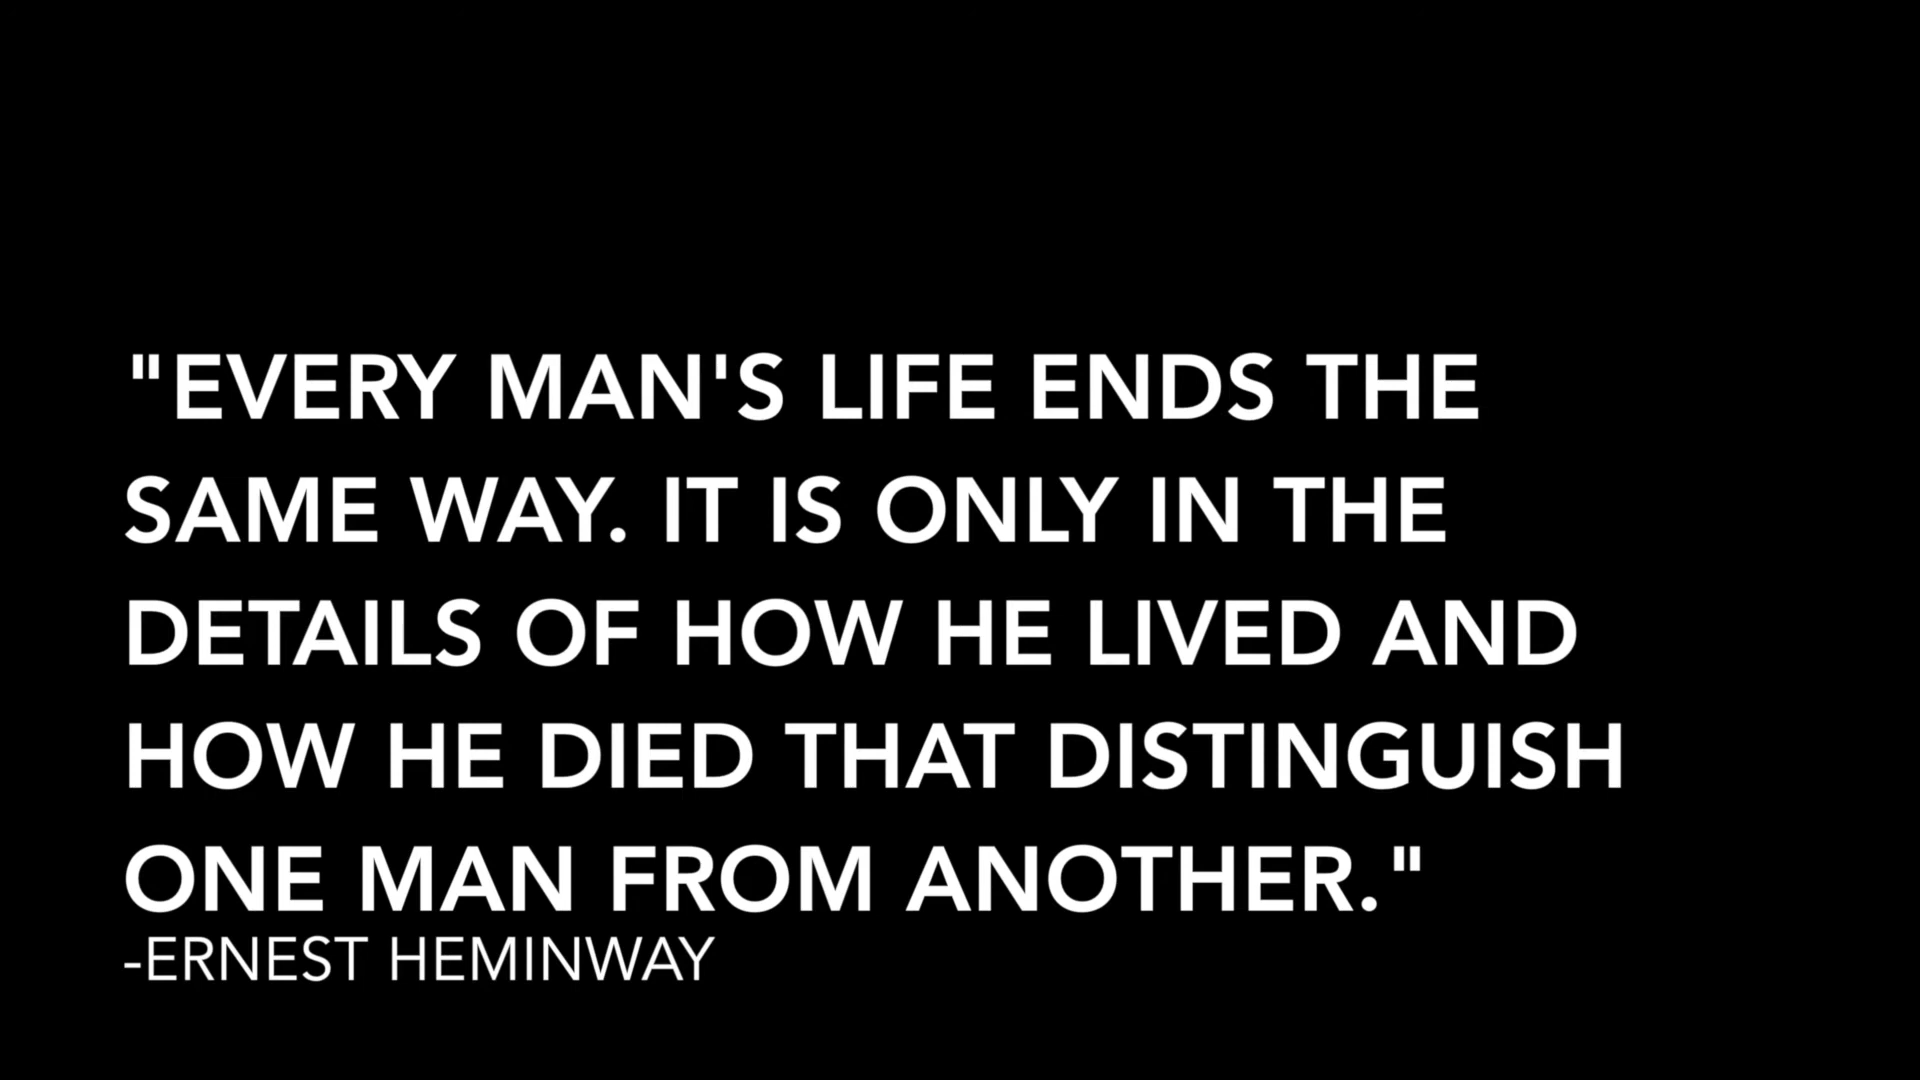 "EVERY MAN'S LIFE ENDS THE
SAME WAY. IT IS ONLY IN THE
DETAILS OF HOW HE LIVED AND
HOW HE DIED THAT DISTINGUISH
ONE MAN FROM ANOTHER."
-ERNEST HEMINWAY